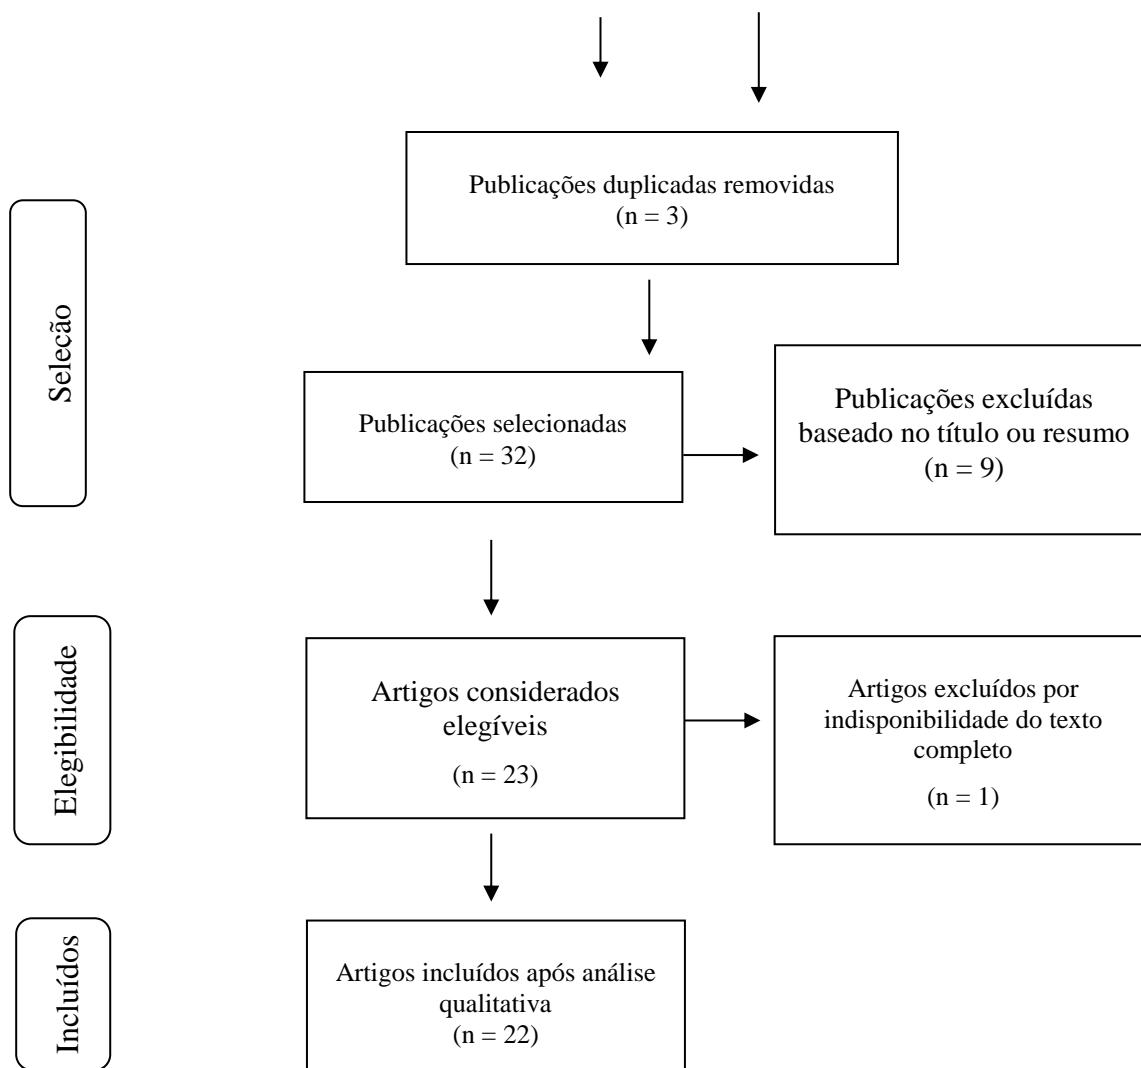 Publicações duplicadas removidas
(n = 3)
Seleção
Publicações selecionadas
(n = 32)
Publicações excluídas
baseado no título ou resumo
(n = 9)
Elegibilidade
Artigos considerados
elegíveis
(n = 23)
Artigos excluídos por
indisponibilidade do texto
completo
(n = 1)
Incluídos
Artigos incluídos após análise
qualitativa
(n = 22)